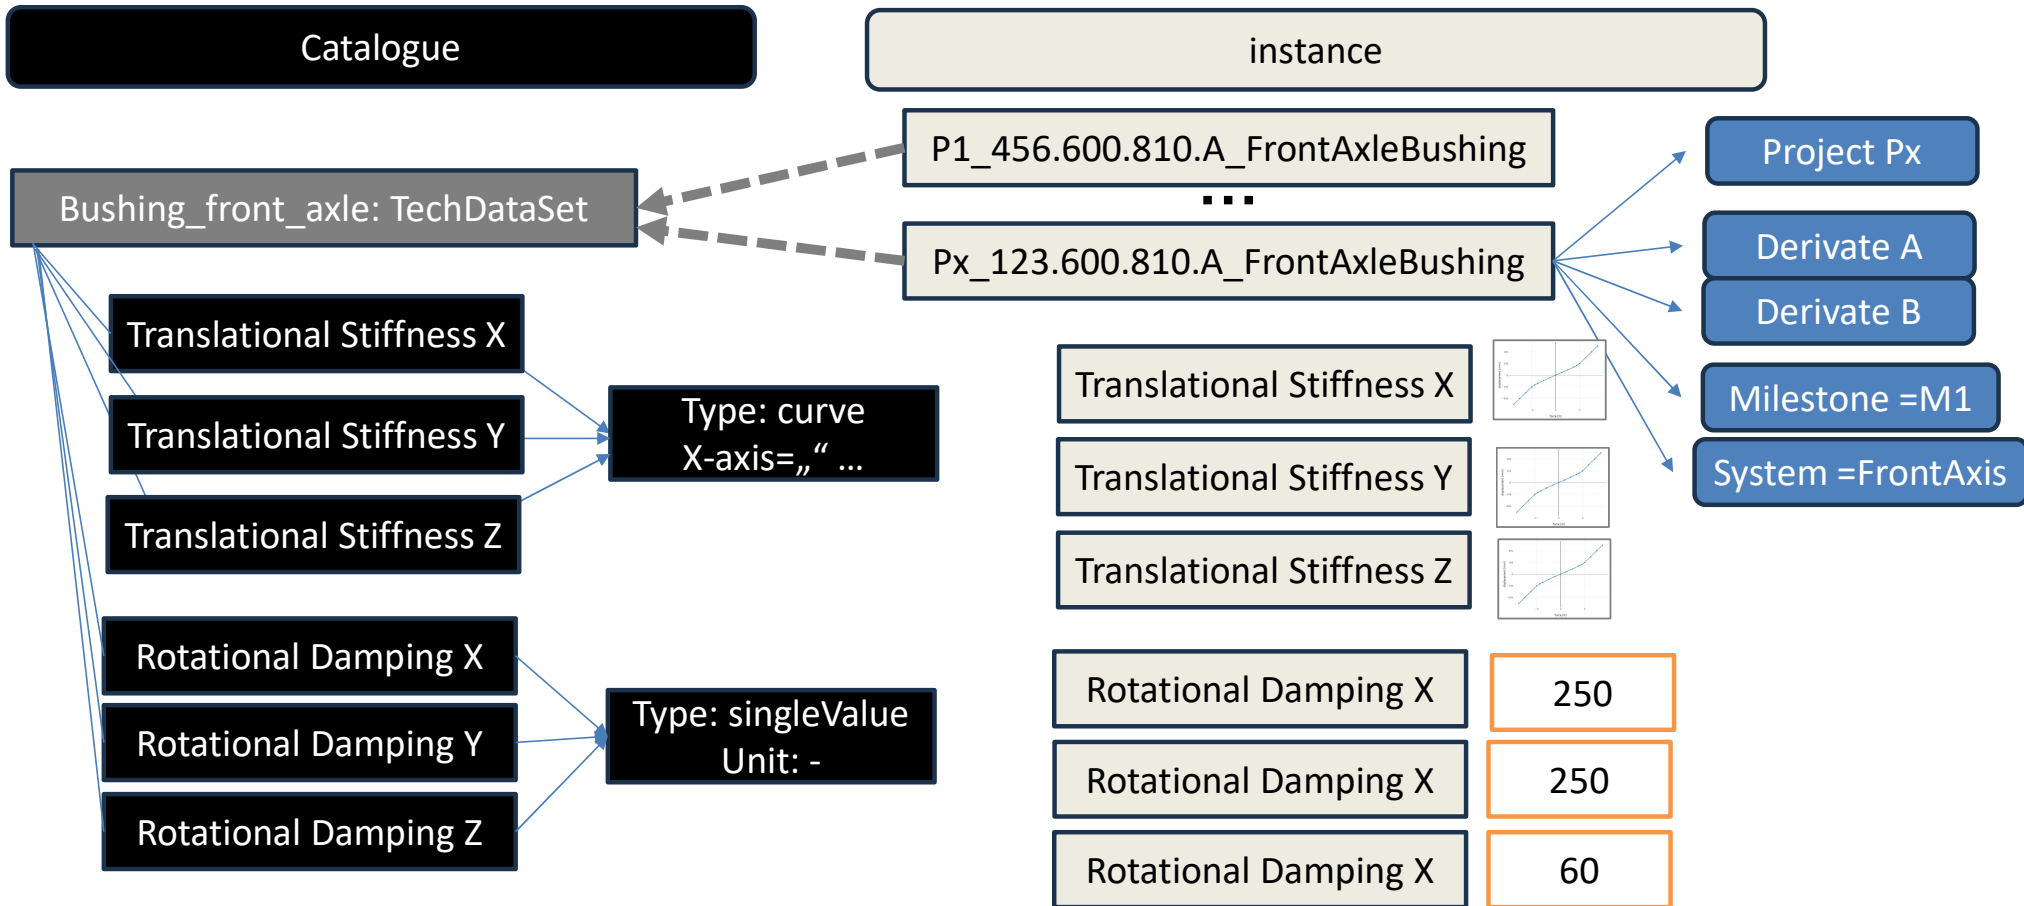 Catalogue
instance
P1_456.600.810.A_FrontAxleBushing
...
Px_123.600.810.A_FrontAxleBushing
Bushing_front_axle: TechDataSet
Project Px
Derivate A
Derivate B
Milestone =M1
System =FrontAxis
Translational Stiffness X
Translational Stiffness Y
Translational Stiffness Z
Type: curve
X-axis=„“ ...
Rotational Damping X
Rotational Damping Y
Rotational Damping Z
Type: singleValue
Unit: -
Translational Stiffness X
Translational Stiffness Y
Translational Stiffness Z
Rotational Damping X
250
Rotational Damping X
250
Rotational Damping X
60